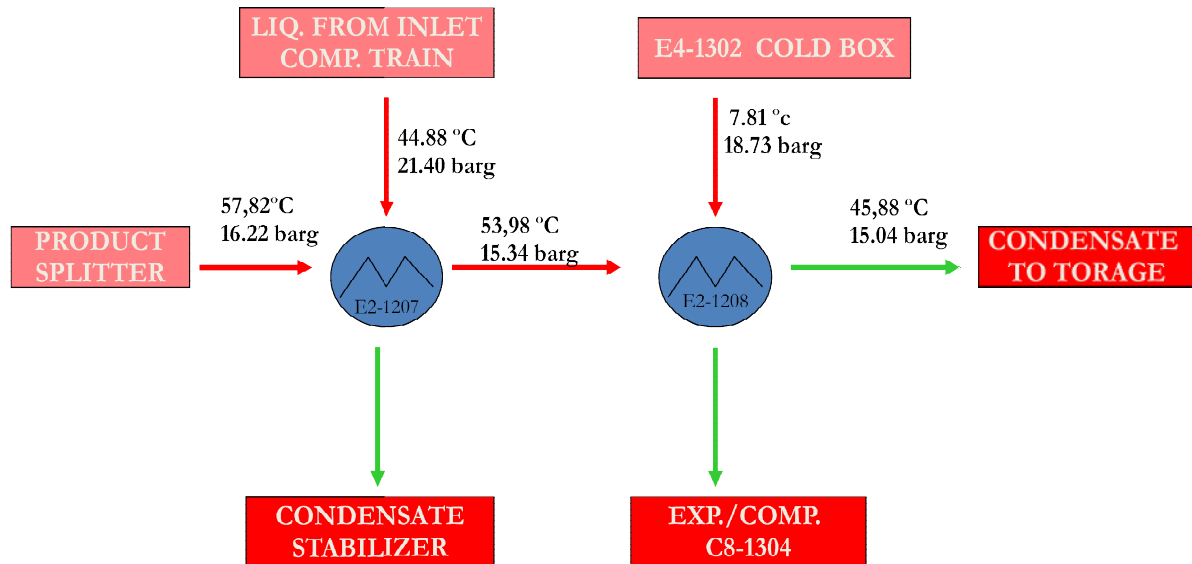 LIQ. FROM INLET
COMP. TRAIN
E4-1302 COLD BOX
44.88 ºC
21.40 barg
7.81 ºc
18.73 barg
57,82ºC
16.22 barg
53,98 ºC
15.34 barg
45,88 ºC
15.04 barg
PRODUCT
SPLITTER
E2-1207
E2-1208
CONDENSATE
TO TORAGE
CONDENSATE
STABILIZER
EXP./COMP.
C8-1304